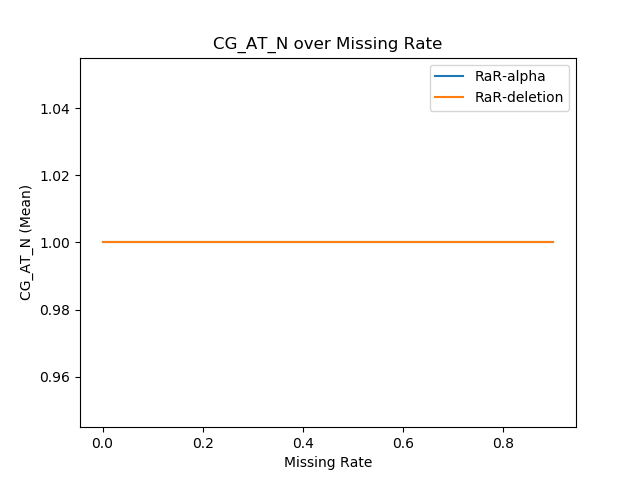 CG_AT_N over Missing Rate
RaR-alpha
RaR-deletion
1.04
1.02
1.00
0.98
0.96
CG_AT_N (Mean)
0.0 0.2 0.4 0.6 0.8
Missing Rate